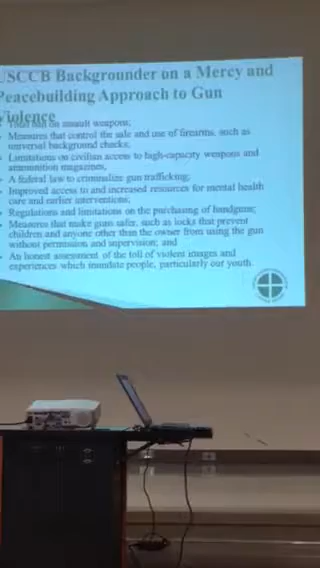 USCCB Backgrounder on a Mercy and
Peacebuilding Approach to Gun
Violence
Total ban on assault weapons;
Measures that control the sale and use of firearms, such as
universal background checks;
Limitations on civilian access to high-capacity weapons and
ammunition magazines;
A federal law to criminalize gun trafficking;
Improved access to and increased resources for mental health
care and earlier interventions;
Regulations and limitations on the purchasing of handguns;
Measures that make guns safer, such as locks that prevent
children and anyone other than the owner from using the gun
without permission and supervision; and
An honest assessment of the toll of violent images and
experiences which inundate people, particularly our youth.